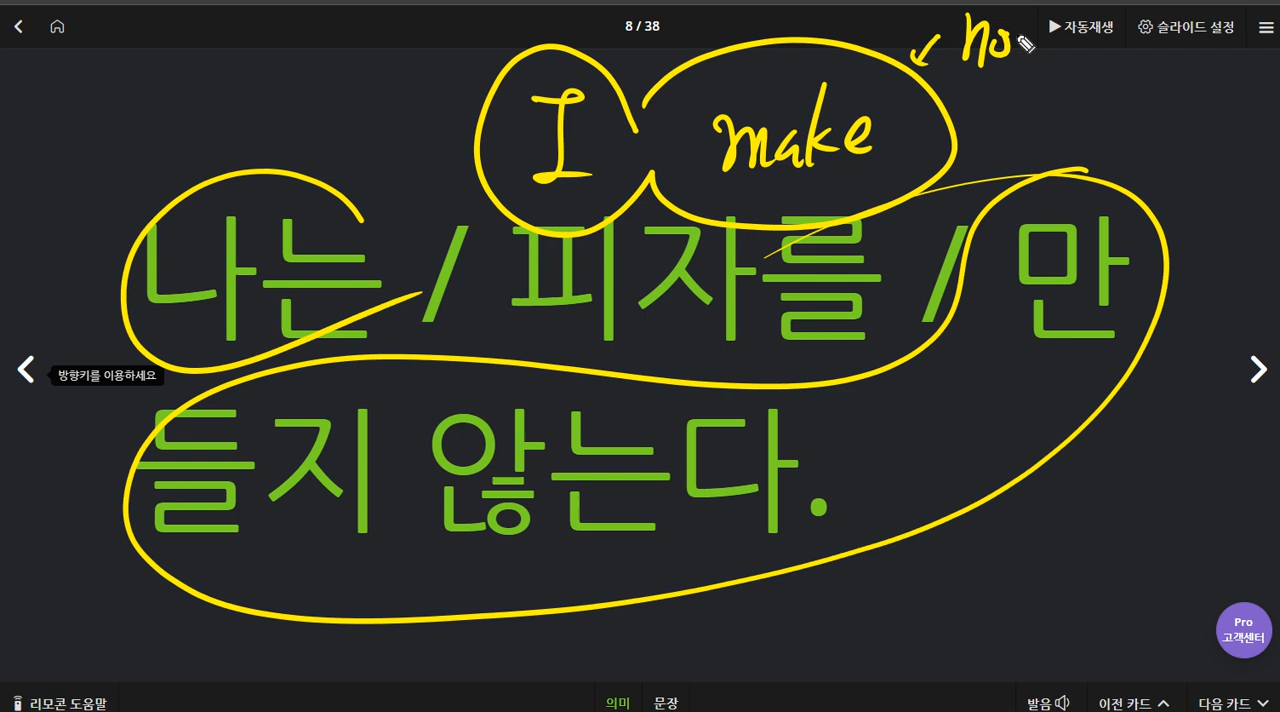 8 / 38
자동재생
슬라이드 설정
no
I make
나는 / 피자를 / 만
들지 않는다.
방향키를 이용하세요
Pro
고객센터
리모콘 도움말
의미
문장
발음
이전 카드
다음 카드